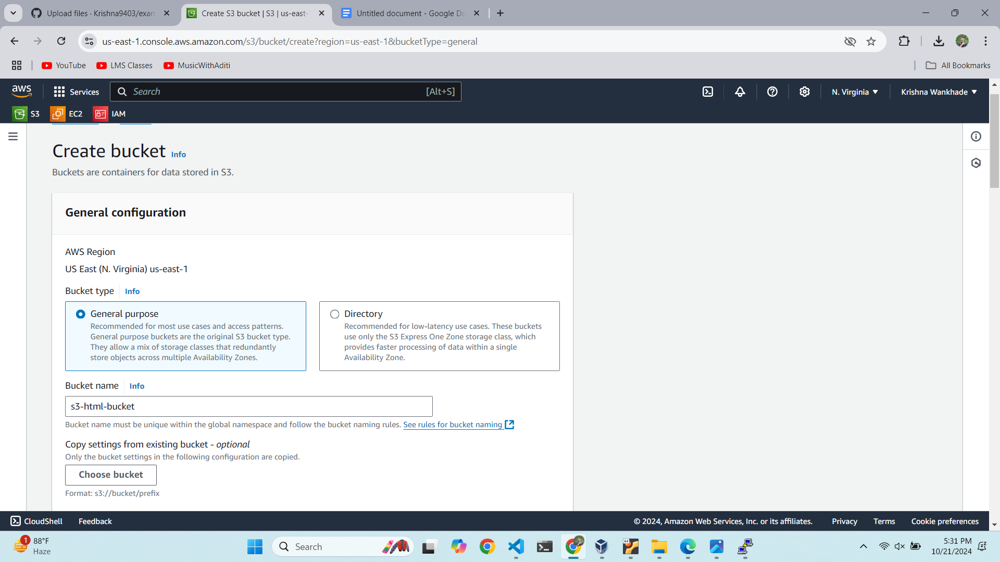 Upload files · Krishna9403/exam
Create S3 bucket | S3 | us-east-
Untitled document - Google Do
us-east-1.console.aws.amazon.com/s3/bucket/create?region=us-east-1&bucketType=general
YouTube
LMS Classes
MusicWithAditi
All Bookmarks
aws
Services
Search
[Alt+S]
N. Virginia
Krishna Wankhade
S3
EC2
IAM
Create bucket Info
Buckets are containers for data stored in S3.
General configuration
AWS Region
US East (N. Virginia) us-east-1
Bucket type Info
General purpose
Recommended for most use cases and access patterns.
General purpose buckets are the original S3 bucket type.
They allow a mix of storage classes that redundantly
store objects across multiple Availability Zones.
Directory
Recommended for low-latency use cases. These buckets
use only the S3 Express One Zone storage class, which
provides faster processing of data within a single
Availability Zone.
Bucket name Info
s3-html-bucket
Bucket name must be unique within the global namespace and follow the bucket naming rules. See rules for bucket naming
Copy settings from existing bucket - optional
Only the bucket settings in the following configuration are copied.
Choose bucket
Format: s3://bucket/prefix
CloudShell
Feedback
© 2024, Amazon Web Services, Inc. or its affiliates.
Privacy
Terms
Cookie preferences
1
88°F
Haze
Search
64
5:31 PM
10/21/2024